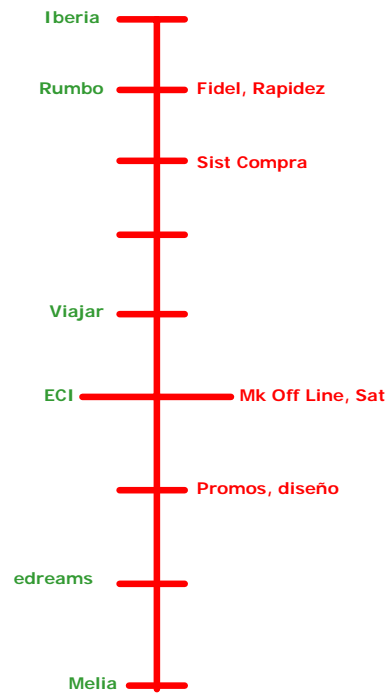 Iberia
Rumbo Fidel, Rapidez
Sist Compra
Viajar
ECI Mk Off Line, Sat
Promos, diseño
edreams
Melia